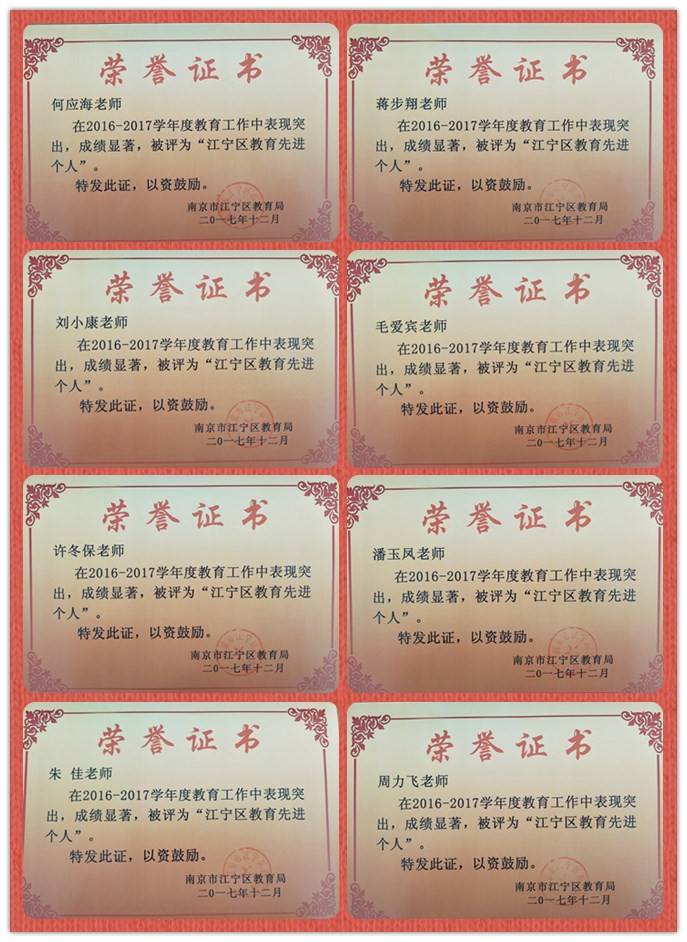 荣誉证书
何应海老师
在2016-2017学年度教育工作中表现突
出，成绩显著，被评为“江宁区教育先进
个人”。
特发此证，以资鼓励。
南京市江宁区教育局
二〇一七年十二月
荣誉证书
蒋步翔老师
在2016-2017学年度教育工作中表现突
出，成绩显著，被评为“江宁区教育先进
个人”。
特发此证，以资鼓励。
南京市江宁区教育局
二〇一七年十二月
荣誉证书
刘小康老师
在2016-2017学年度教育工作中表现突
出，成绩显著，被评为“江宁区教育先进
个人”。
特发此证，以资鼓励。
南京市江宁区教育局
二〇一七年十二月
荣誉证书
毛爱宾老师
在2016-2017学年度教育工作中表现突
出，成绩显著，被评为“江宁区教育先进
个人”。
特发此证，以资鼓励。
南京市江宁区教育局
二〇一七年十二月
荣誉证书
许冬保老师
在2016-2017学年度教育工作中表现突
出，成绩显著，被评为“江宁区教育先进
个人”。
特发此证，以资鼓励。
南京市江宁区教育局
二〇一七年十二月
荣誉证书
潘玉凤老师
在2016-2017学年度教育工作中表现突
出，成绩显著，被评为“江宁区教育先进
个人”。
特发此证，以资鼓励。
南京市江宁区教育局
二〇一七年十二月
荣誉证书
朱 佳老师
在2016-2017学年度教育工作中表现突
出，成绩显著，被评为“江宁区教育先进
个人”。
特发此证，以资鼓励。
南京市江宁区教育局
二〇一七年十二月
荣誉证书
周力飞老师
在2016-2017学年度教育工作中表现突
出，成绩显著，被评为“江宁区教育先进
个人”。
特发此证，以资鼓励。
南京市江宁区教育局
二〇一七年十二月